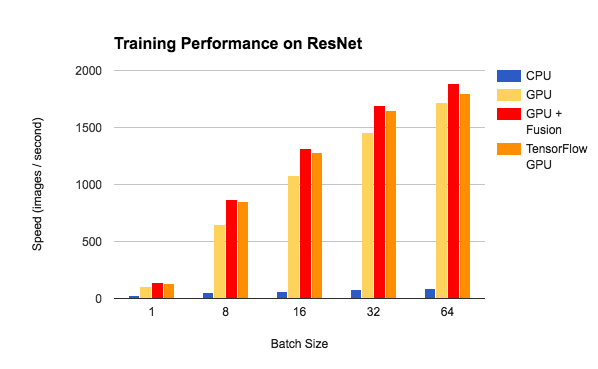 Training Performance on ResNet
2000
1500
1000
500
0
Speed (images / second)
1
8
16
32
64
Batch Size
CPU
GPU
GPU +
Fusion
TensorFlow
GPU